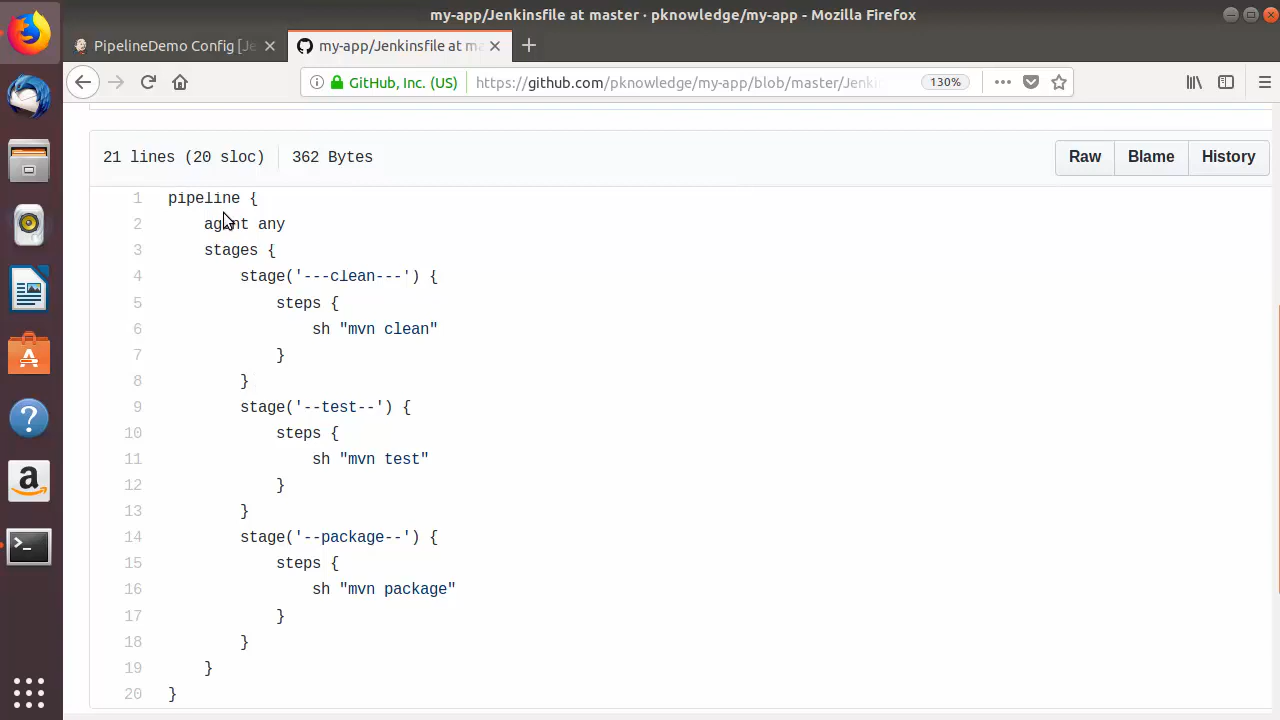 my-app/Jenkinsfile at master · pknowledge/my-app - Mozilla Firefox
PipelineDemo Config [Je
my-app/Jenkinsfile at ma
GitHub, Inc. (US)
https://github.com/pknowledge/my-app/blob/master/Jenki
130%
21 lines (20 sloc)
362 Bytes
Raw
Blame
History
1 pipeline {
2 agent any
3 stages {
4 stage('---clean---') {
5 steps {
6 sh "mvn clean"
7 }
8 }
9 stage('--test--') {
10 steps {
11 sh "mvn test"
12 }
13 }
14 stage('--package--') {
15 steps {
16 sh "mvn package"
17 }
18 }
19 }
20 }